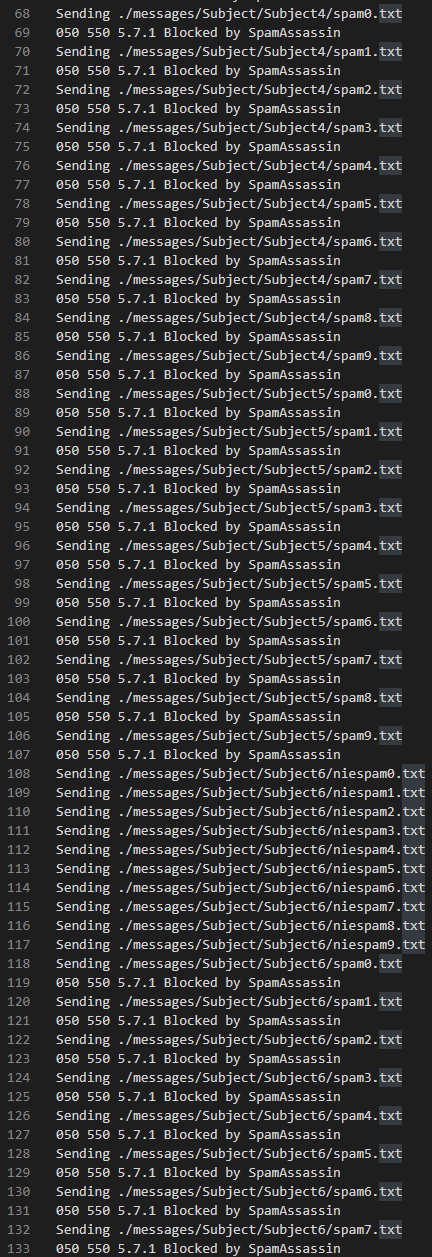 68 Sending ./messages/Subject/Subject4/spam0.txt
69 050 550 5.7.1 Blocked by SpamAssassin
70 Sending ./messages/Subject/Subject4/spam1.txt
71 050 550 5.7.1 Blocked by SpamAssassin
72 Sending ./messages/Subject/Subject4/spam2.txt
73 050 550 5.7.1 Blocked by SpamAssassin
74 Sending ./messages/Subject/Subject4/spam3.txt
75 050 550 5.7.1 Blocked by SpamAssassin
76 Sending ./messages/Subject/Subject4/spam4.txt
77 050 550 5.7.1 Blocked by SpamAssassin
78 Sending ./messages/Subject/Subject4/spam5.txt
79 050 550 5.7.1 Blocked by SpamAssassin
80 Sending ./messages/Subject/Subject4/spam6.txt
81 050 550 5.7.1 Blocked by SpamAssassin
82 Sending ./messages/Subject/Subject4/spam7.txt
83 050 550 5.7.1 Blocked by SpamAssassin
84 Sending ./messages/Subject/Subject4/spam8.txt
85 050 550 5.7.1 Blocked by SpamAssassin
86 Sending ./messages/Subject/Subject4/spam9.txt
87 050 550 5.7.1 Blocked by SpamAssassin
88 Sending ./messages/Subject/Subject5/spam0.txt
89 050 550 5.7.1 Blocked by SpamAssassin
90 Sending ./messages/Subject/Subject5/spam1.txt
91 050 550 5.7.1 Blocked by SpamAssassin
92 Sending ./messages/Subject/Subject5/spam2.txt
93 050 550 5.7.1 Blocked by SpamAssassin
94 Sending ./messages/Subject/Subject5/spam3.txt
95 050 550 5.7.1 Blocked by SpamAssassin
96 Sending ./messages/Subject/Subject5/spam4.txt
97 050 550 5.7.1 Blocked by SpamAssassin
98 Sending ./messages/Subject/Subject5/spam5.txt
99 050 550 5.7.1 Blocked by SpamAssassin
100 Sending ./messages/Subject/Subject5/spam6.txt
101 050 550 5.7.1 Blocked by SpamAssassin
102 Sending ./messages/Subject/Subject5/spam7.txt
103 050 550 5.7.1 Blocked by SpamAssassin
104 Sending ./messages/Subject/Subject5/spam8.txt
105 050 550 5.7.1 Blocked by SpamAssassin
106 Sending ./messages/Subject/Subject5/spam9.txt
107 050 550 5.7.1 Blocked by SpamAssassin
108 Sending ./messages/Subject/Subject6/niespam0.txt
109 Sending ./messages/Subject/Subject6/niespam1.txt
110 Sending ./messages/Subject/Subject6/niespam2.txt
111 Sending ./messages/Subject/Subject6/niespam3.txt
112 Sending ./messages/Subject/Subject6/niespam4.txt
113 Sending ./messages/Subject/Subject6/niespam5.txt
114 Sending ./messages/Subject/Subject6/niespam6.txt
115 Sending ./messages/Subject/Subject6/niespam7.txt
116 Sending ./messages/Subject/Subject6/niespam8.txt
117 Sending ./messages/Subject/Subject6/niespam9.txt
118 Sending ./messages/Subject/Subject6/spam0.txt
119 050 550 5.7.1 Blocked by SpamAssassin
120 Sending ./messages/Subject/Subject6/spam1.txt
121 050 550 5.7.1 Blocked by SpamAssassin
122 Sending ./messages/Subject/Subject6/spam2.txt
123 050 550 5.7.1 Blocked by SpamAssassin
124 Sending ./messages/Subject/Subject6/spam3.txt
125 050 550 5.7.1 Blocked by SpamAssassin
126 Sending ./messages/Subject/Subject6/spam4.txt
127 050 550 5.7.1 Blocked by SpamAssassin
128 Sending ./messages/Subject/Subject6/spam5.txt
129 050 550 5.7.1 Blocked by SpamAssassin
130 Sending ./messages/Subject/Subject6/spam6.txt
131 050 550 5.7.1 Blocked by SpamAssassin
132 Sending ./messages/Subject/Subject6/spam7.txt
133 050 550 5.7.1 Blocked by SpamAssassin